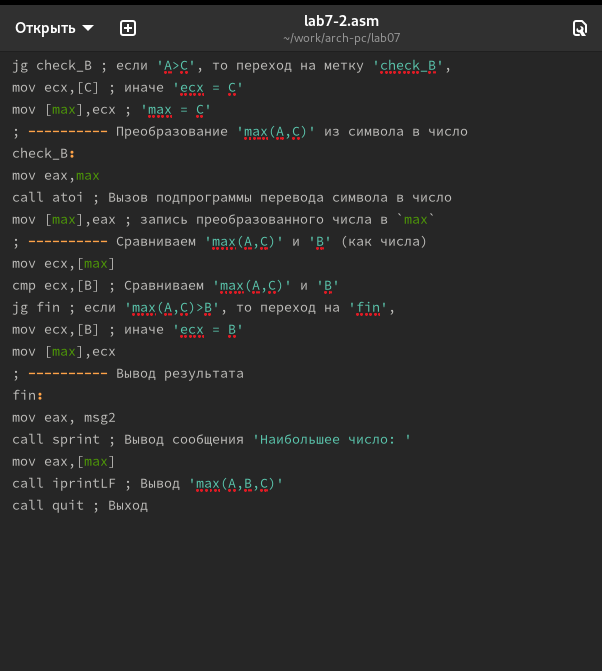 Открыть
lab7-2.asm
~/work/arch-pc/lab07
jg check_B ; если 'A>C', то переход на метку 'check_B',
mov ecx,[C] ; иначе 'ecx = C'
mov [max],ecx ; 'max = C'
; ---------- Преобразование 'max(A,C)' из символа в число
check_B:
mov eax,max
call atoi ; Вызов подпрограммы перевода символа в число
mov [max],eax ; запись преобразованного числа в `max`
; ---------- Сравниваем 'max(A,C)' и 'B' (как числа)
mov ecx,[max]
cmp ecx,[B] ; Сравниваем 'max(A,C)' и 'B'
jg fin ; если 'max(A,C)>B', то переход на 'fin',
mov ecx,[B] ; иначе 'ecx = B'
mov [max],ecx
; ---------- Вывод результата
fin:
mov eax, msg2
call sprint ; Вывод сообщения 'Наибольшее число: '
mov eax,[max]
call iprintLF ; Вывод 'max(A,B,C)'
call quit ; Выход